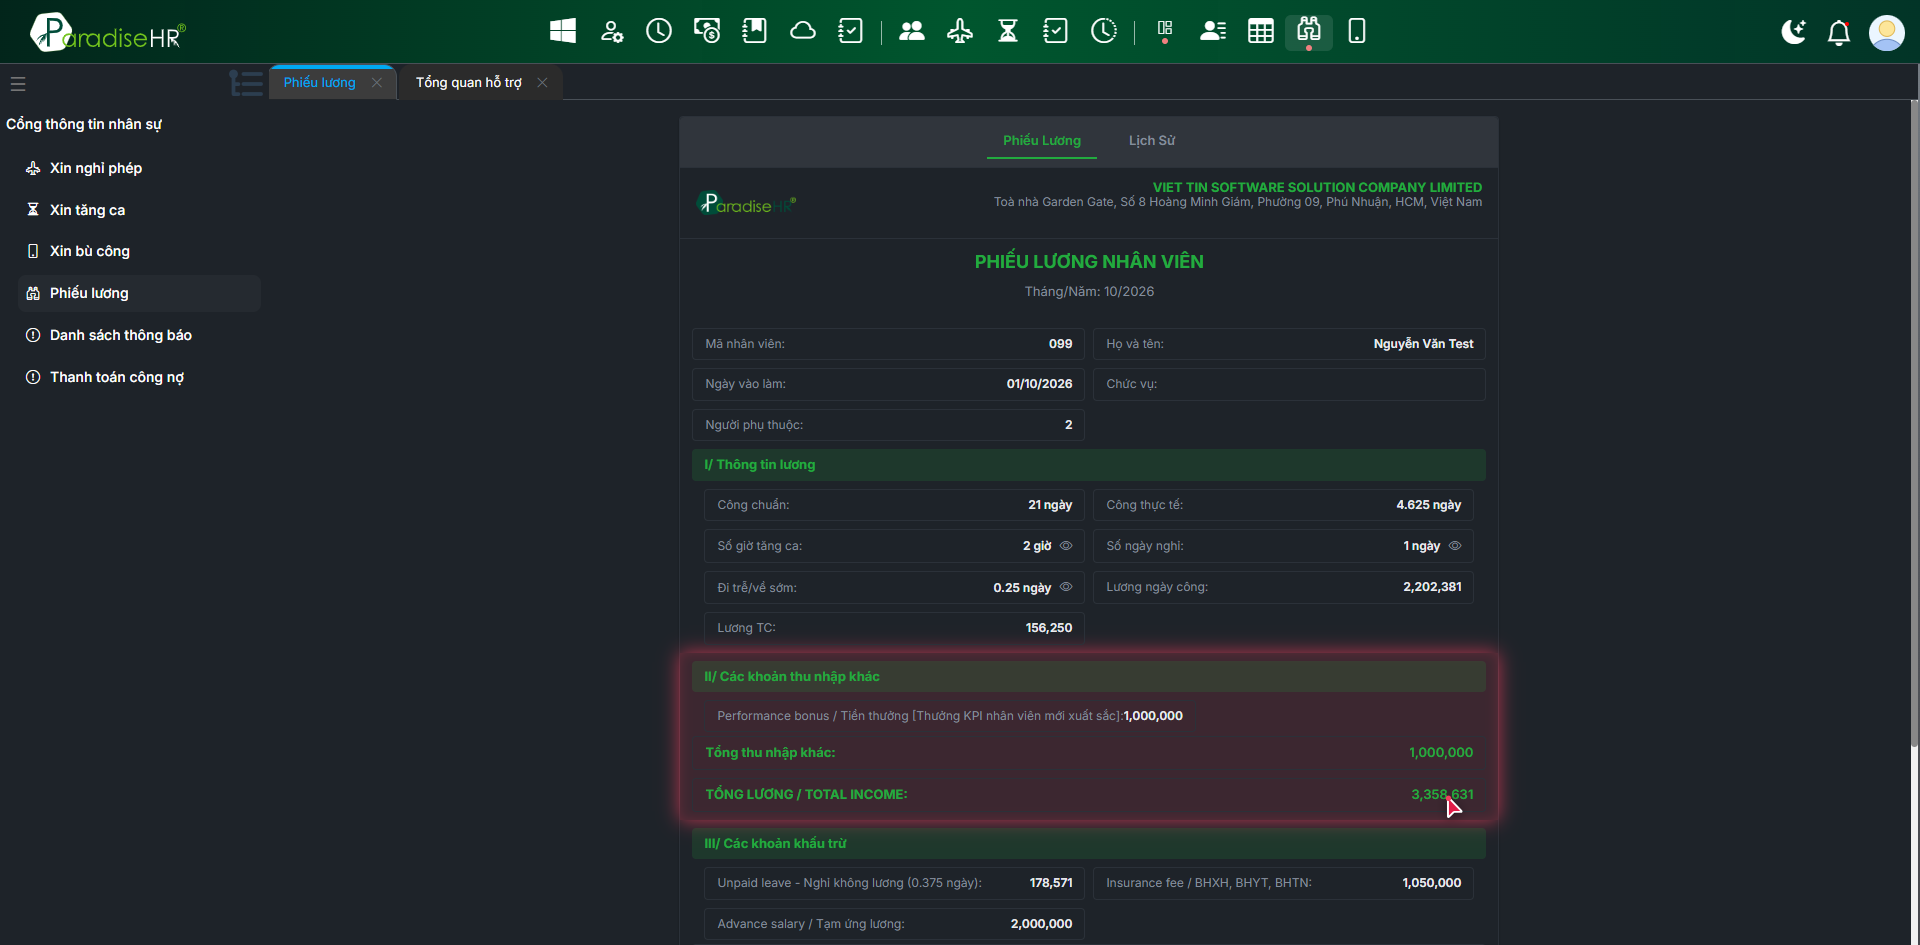 ParadiseHR®
Phiếu lương
Tổng quan hỗ trợ
Cổng thông tin nhân sự
Xin nghỉ phép
Xin tăng ca
Xin bù công
Phiếu lương
Danh sách thông báo
Thanh toán công nợ
Phiếu Lương
Lịch Sử
ParadiseHR®
VIET TIN SOFTWARE SOLUTION COMPANY LIMITED
Toà nhà Garden Gate, Số 8 Hoàng Minh Giám, Phường 09, Phú Nhuận, HCM, Việt Nam
PHIẾU LƯƠNG NHÂN VIÊN
Tháng/Năm: 10/2026
Mã nhân viên: 099
Họ và tên: Nguyễn Văn Test
Ngày vào làm: 01/10/2026
Chức vụ:
Người phụ thuộc: 2
I/ Thông tin lương
Công chuẩn: 21 ngày
Công thực tế: 4.625 ngày
Số giờ tăng ca: 2 giờ
Số ngày nghỉ: 1 ngày
Đi trễ/về sớm: 0.25 ngày
Lương ngày công: 2,202,381
Lương TC: 156,250
II/ Các khoản thu nhập khác
Performance bonus / Tiền thưởng [Thưởng KPI nhân viên mới xuất sắc]:1,000,000
Tổng thu nhập khác: 1,000,000
TỔNG LƯƠNG / TOTAL INCOME: 3,358,631
III/ Các khoản khấu trừ
Unpaid leave - Nghỉ không lương (0.375 ngày): 178,571
Insurance fee / BHXH, BHYT, BHTN: 1,050,000
Advance salary / Tạm ứng lương: 2,000,000